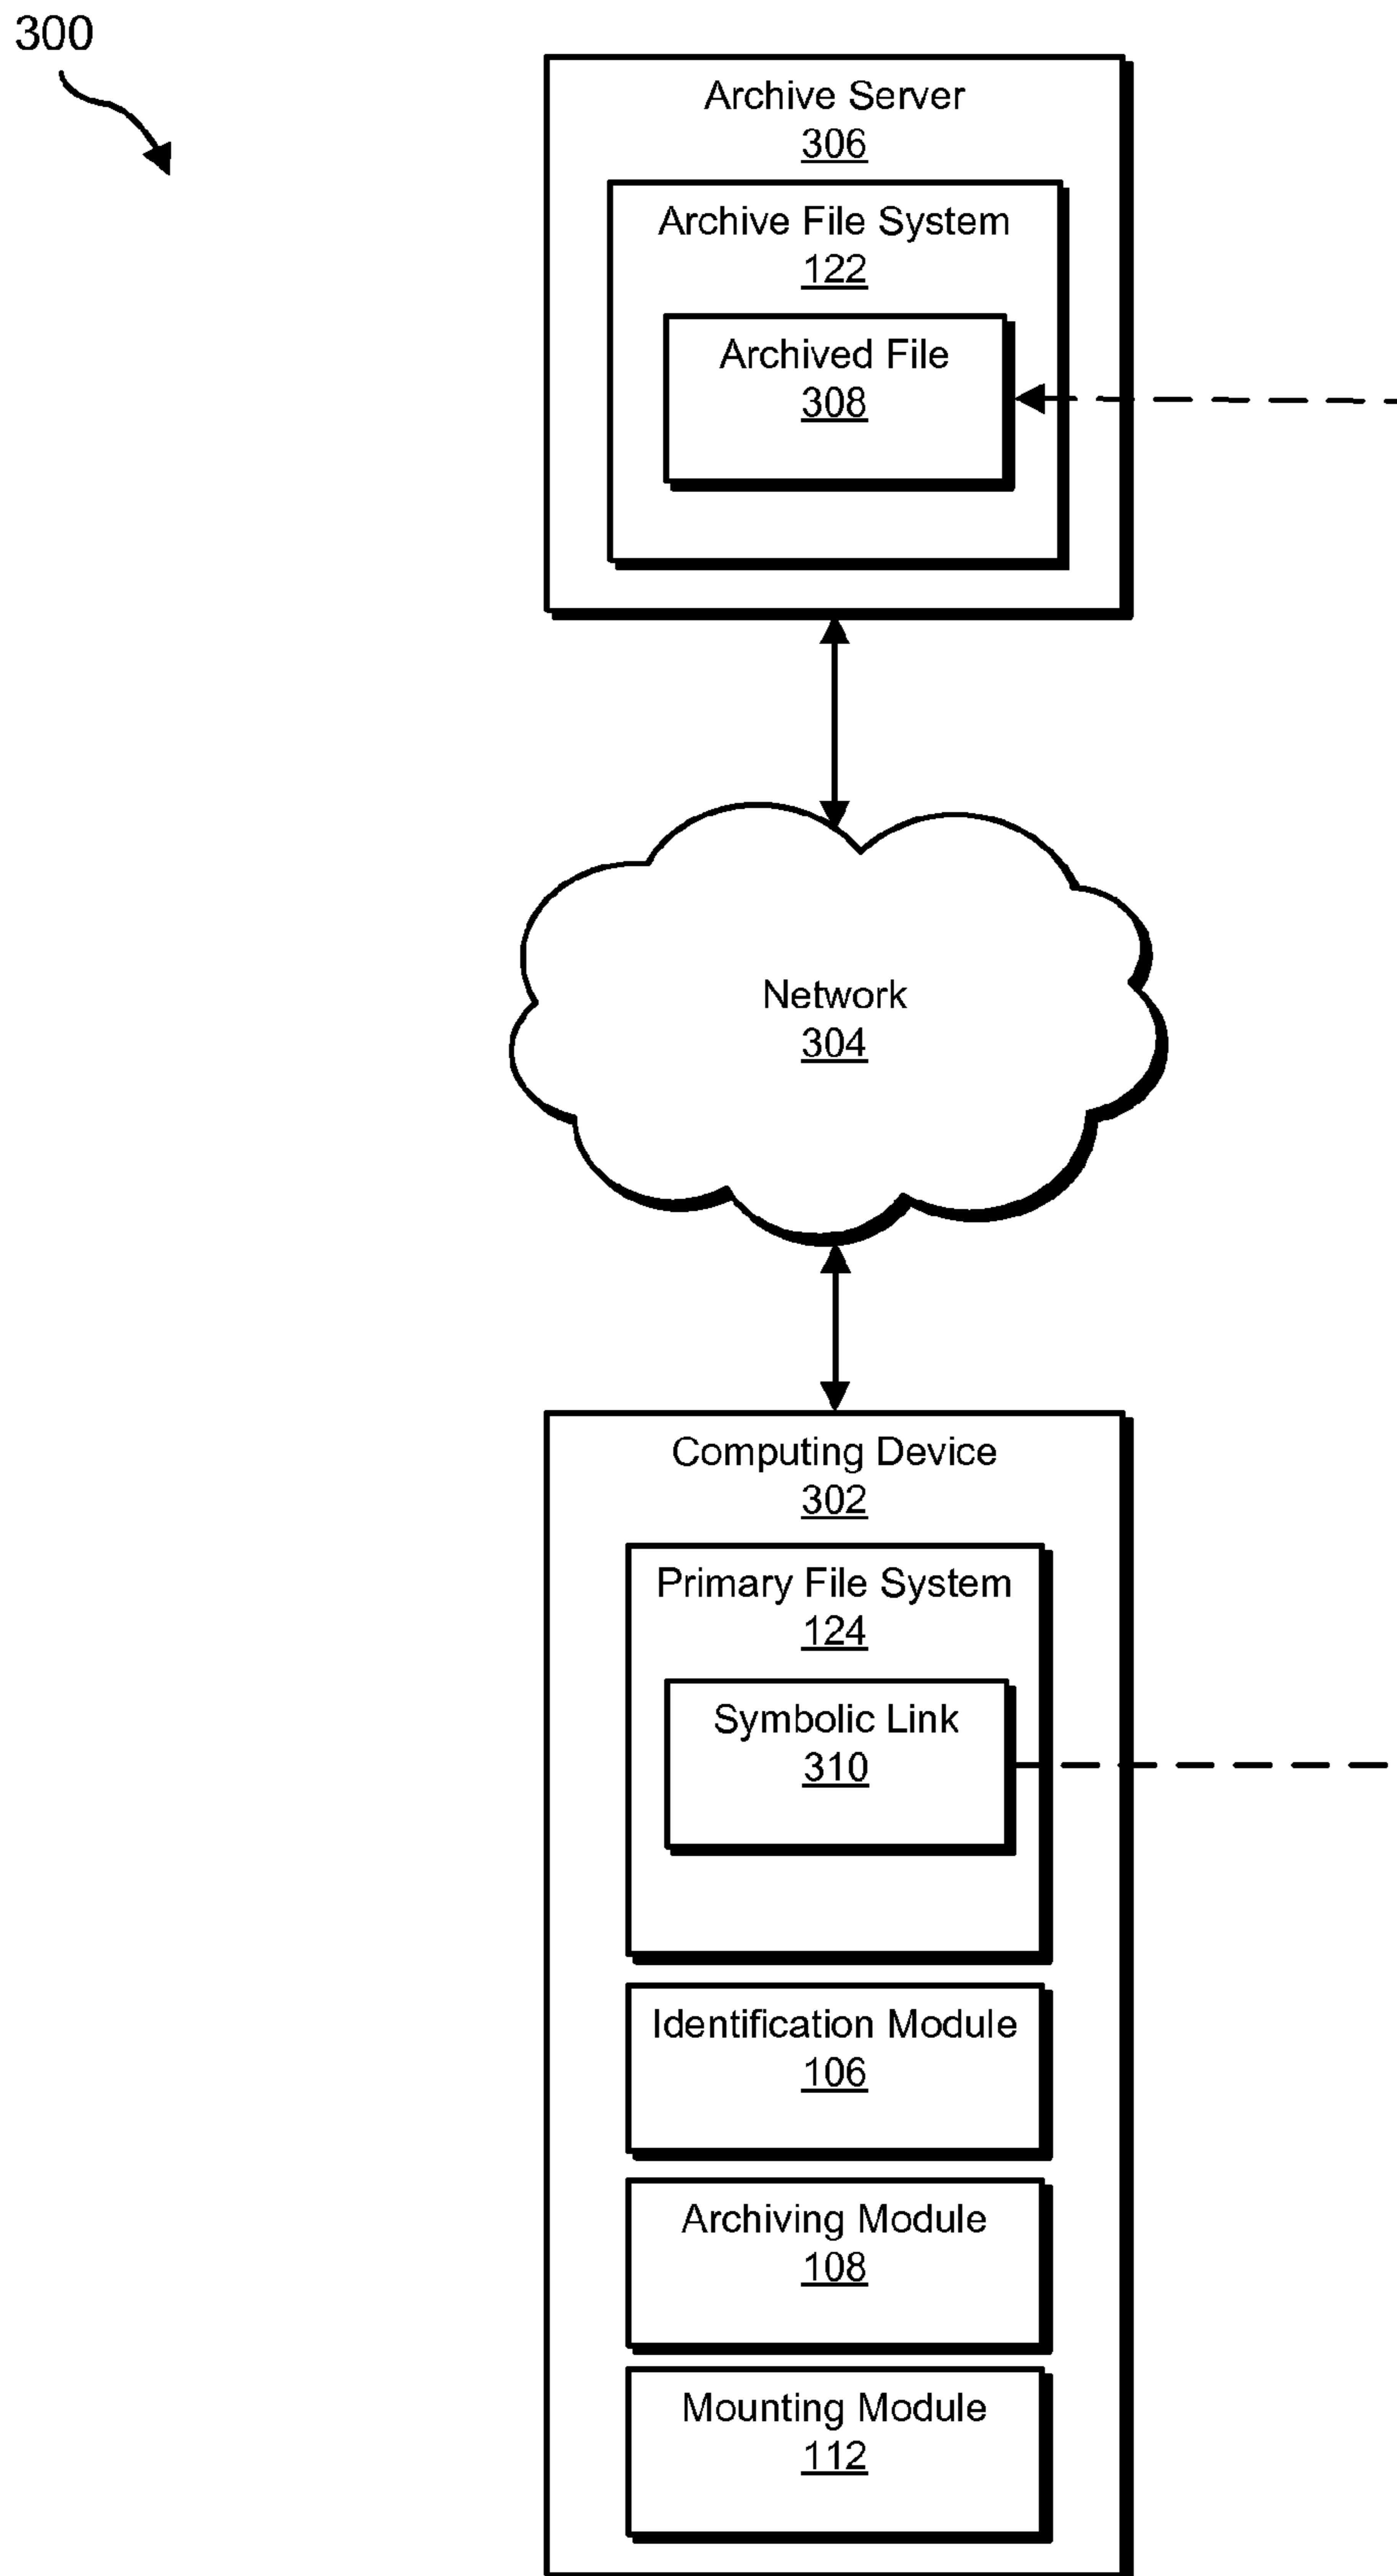 300
Archive Server
306
Archive File System
122
Archived File
308
Network
304
Computing Device
302
Primary File System
124
Symbolic Link
310
Identification Module
106
Archiving Module
108
Mounting Module
112